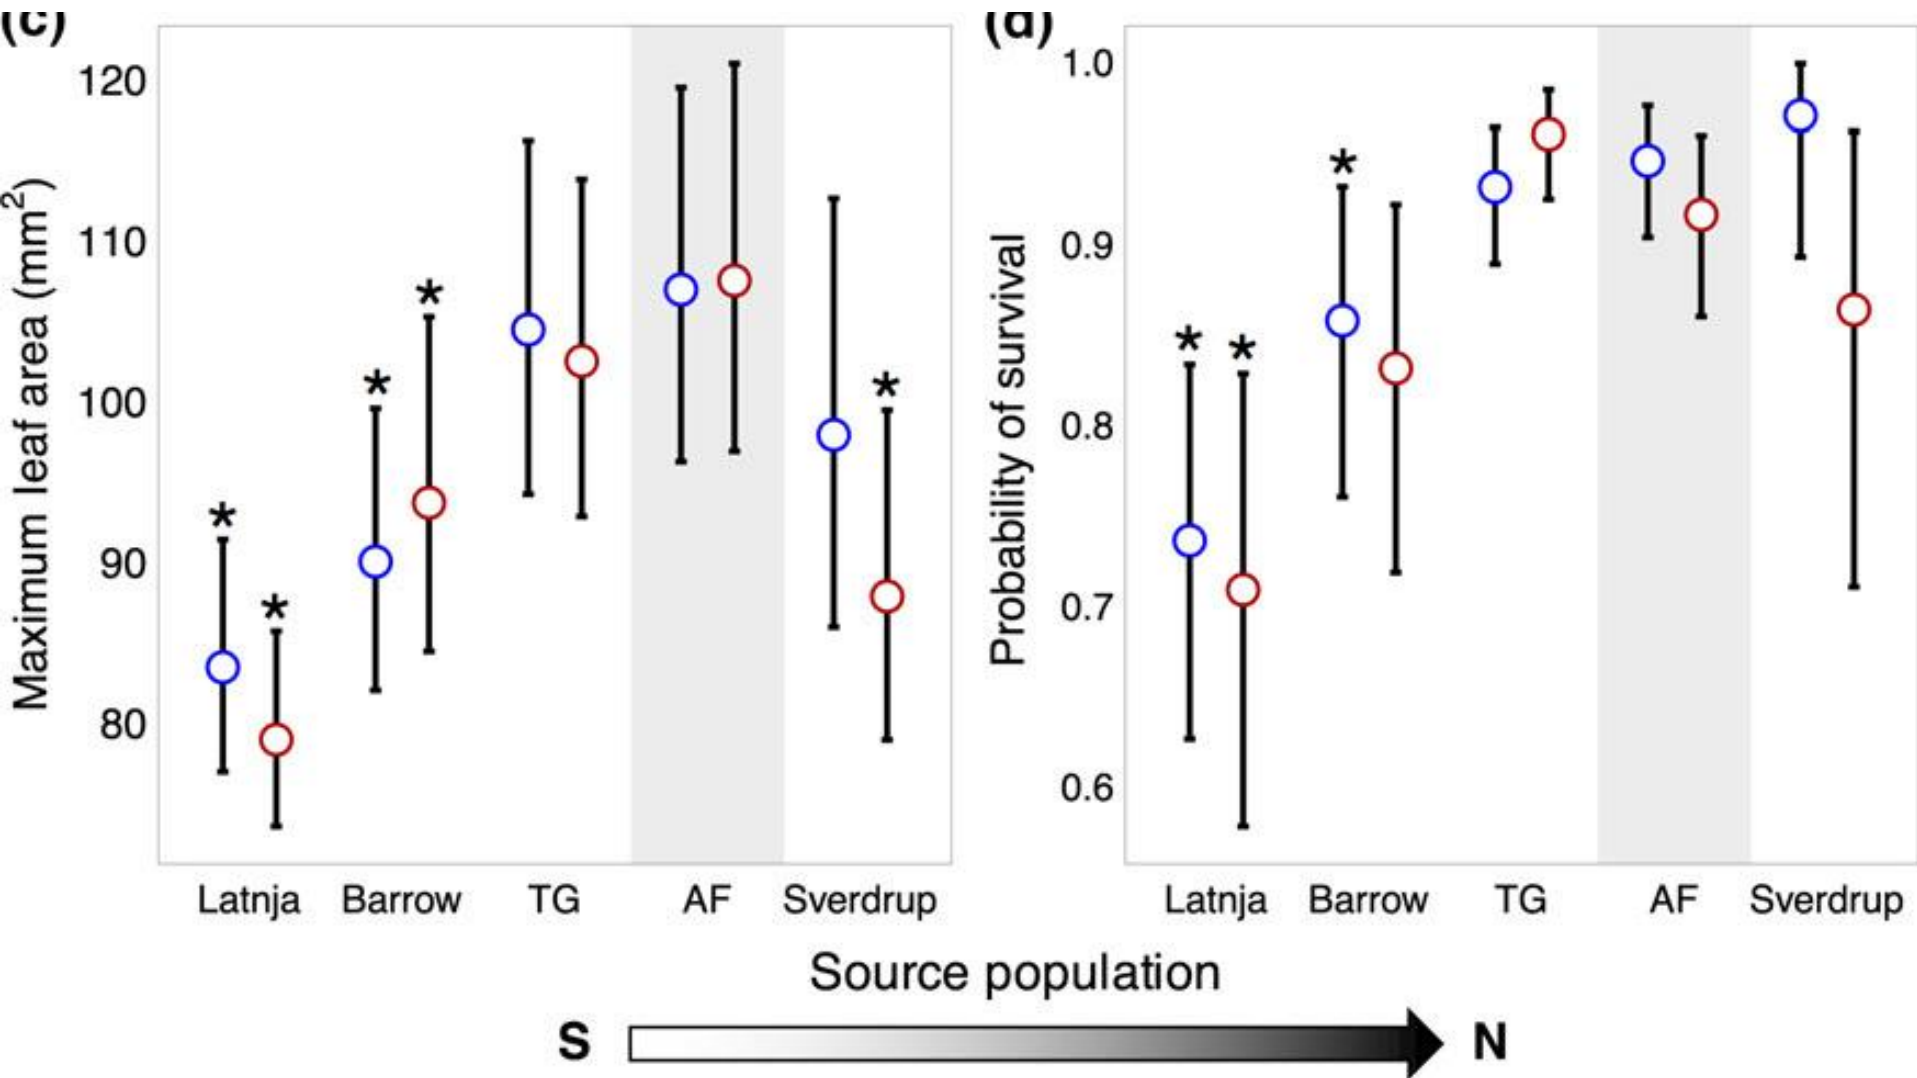 (c)
Maximum leaf area (mm²)
120
110
100
90
80
*
*
*
*
*
Latnja Barrow TG AF Sverdrup
(d)
Probability of survival
1.0
0.9
0.8
0.7
0.6
*
*
*
Latnja Barrow TG AF Sverdrup
Source population
S N